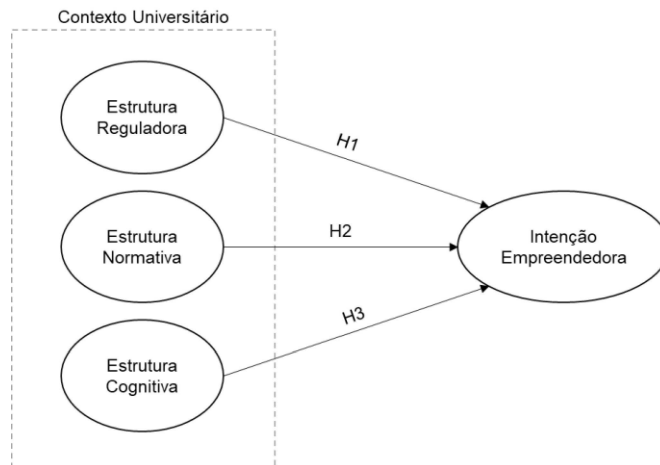 Contexto Universitário
Estrutura
Reguladora
H1
Estrutura
Normativa
H2
Intenção
Empreendedora
H3
Estrutura
Cognitiva